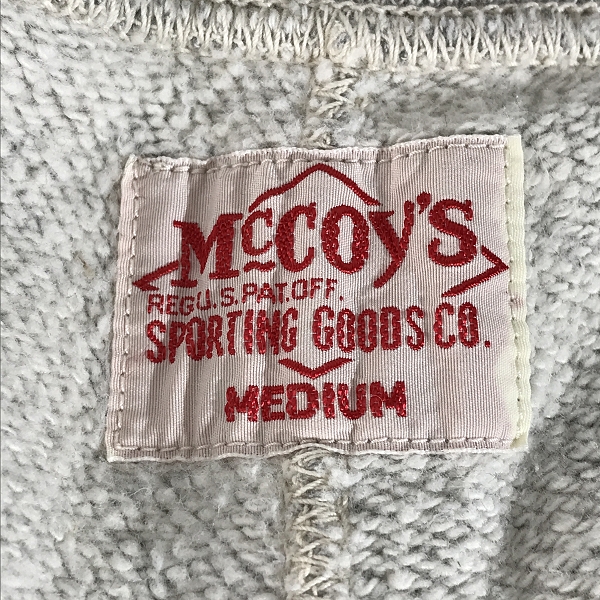 McCOY'S
REG.U.S.PAT.OFF.
SPORTING GOODS CO.
MEDIUM